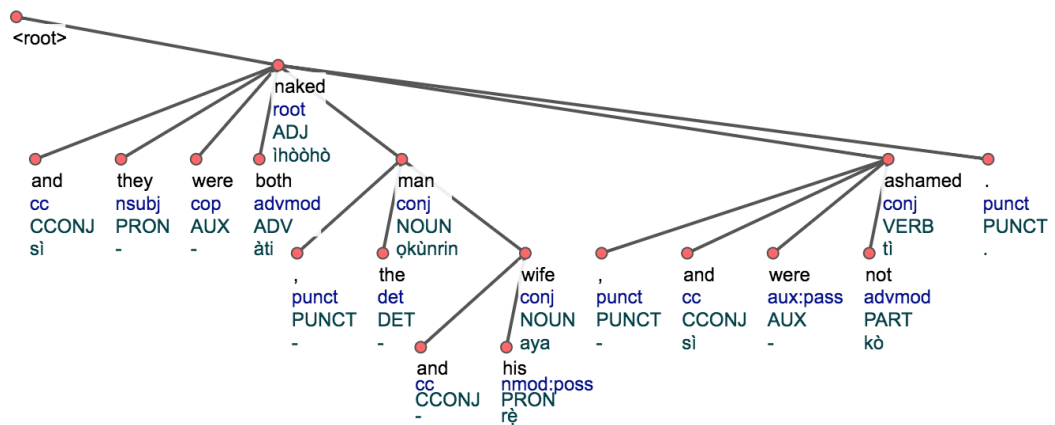 <root>
naked
root
ADJ
ìhòòhò
and they were both man ashamed .
cc nsubj cop advmod conj conj punct
CCONJ PRON AUX ADV NOUN VERB PUNCT
sì - - àti ọkùnrin tì .
, the wife , and were not
punct det conj punct cc aux:pass advmod
PUNCT DET NOUN PUNCT CCONJ AUX PART
- - aya - sì - kò
and his
cc nmod:poss
CCONJ PRON
- rẹ̀